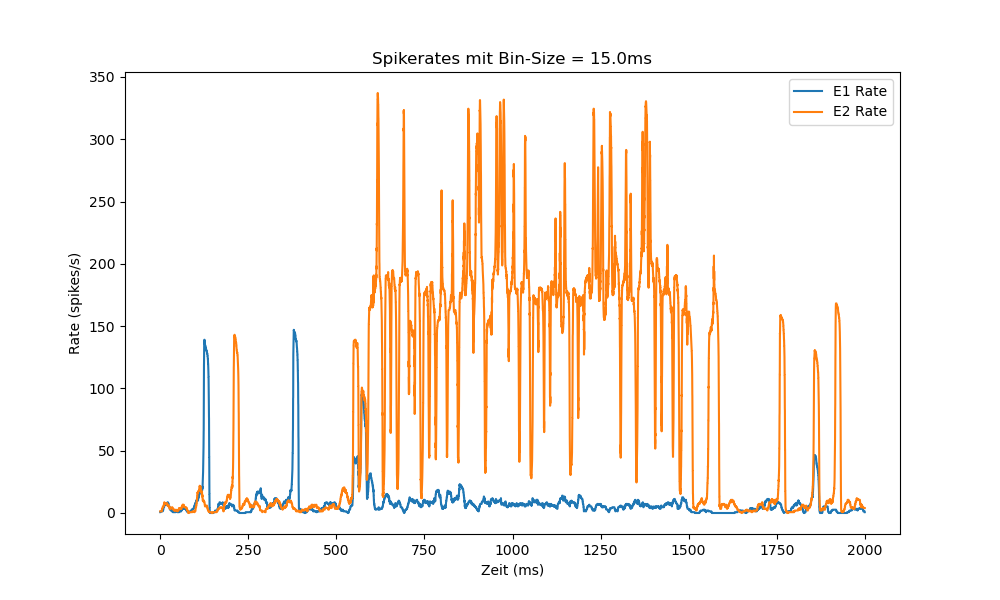 Spikerates mit Bin-Size = 15.0ms
E1 Rate
E2 Rate
350
300
250
200
150
100
50
0
Rate (spikes/s)
0 250 500 750 1000 1250 1500 1750 2000
Zeit (ms)